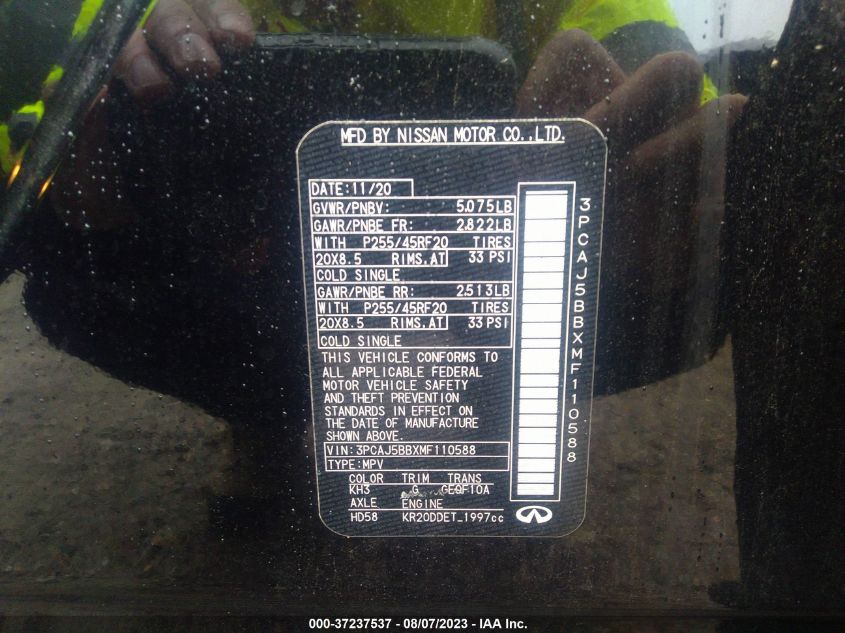 MFD BY NISSAN MOTOR CO.,LTD.
DATE:11/20
GVWR/PNBV: 5,075LB
GAWR/PNBE FR: 2,822LB
WITH P255/45RF20 TIRES
20X8.5 RIMS,AT 33 PSI
COLD SINGLE,
GAWR/PNBE RR: 2,513LB
WITH P255/45RF20 TIRES
20X8.5 RIMS,AT 33 PSI
COLD SINGLE
THIS VEHICLE CONFORMS TO
ALL APPLICABLE FEDERAL
MOTOR VEHICLE SAFETY
AND THEFT PREVENTION
STANDARDS IN EFFECT ON
THE DATE OF MANUFACTURE
SHOWN ABOVE.
VIN:3PCAJ5BBXMF110588
TYPE:MPV
COLOR TRIM TRANS
KH3 G GE0F10A
AXLE ENGINE
HD58 KR20DDET_1997cc
3PCAJ5BBXMF110588
000-37237537 - 08/07/2023 - IAA Inc.